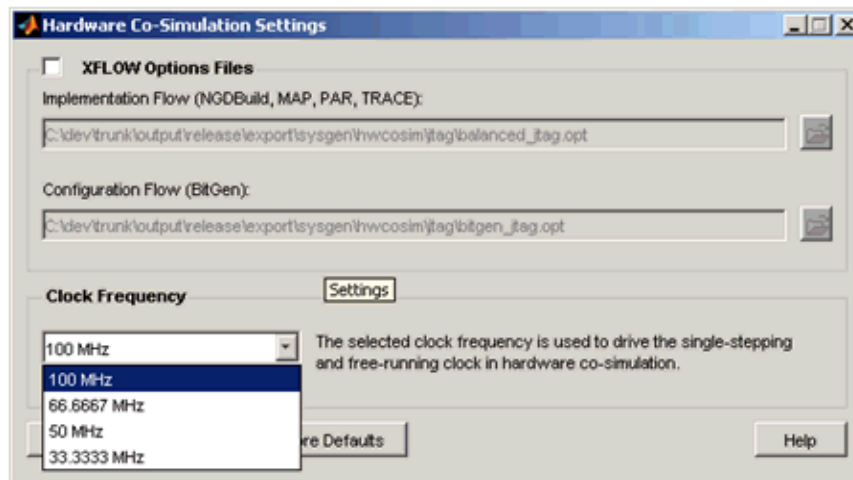 Hardware Co-Simulation Settings
XFLOW Options Files
Implementation Flow (NGDBuild, MAP, PAR, TRACE):
C:\dev\trunk\output\release\export\sysgen\hwcosim\jtag\balanced_jtag.opt
Configuration Flow (BitGen):
C:\dev\trunk\output\release\export\sysgen\hwcosim\jtag\bitgen_jtag.opt
Settings
Clock Frequency
100 MHz
The selected clock frequency is used to drive the single-stepping
and free-running clock in hardware co-simulation.
100 MHz
66.6667 MHz
50 MHz
33.3333 MHz
re Defaults
Help